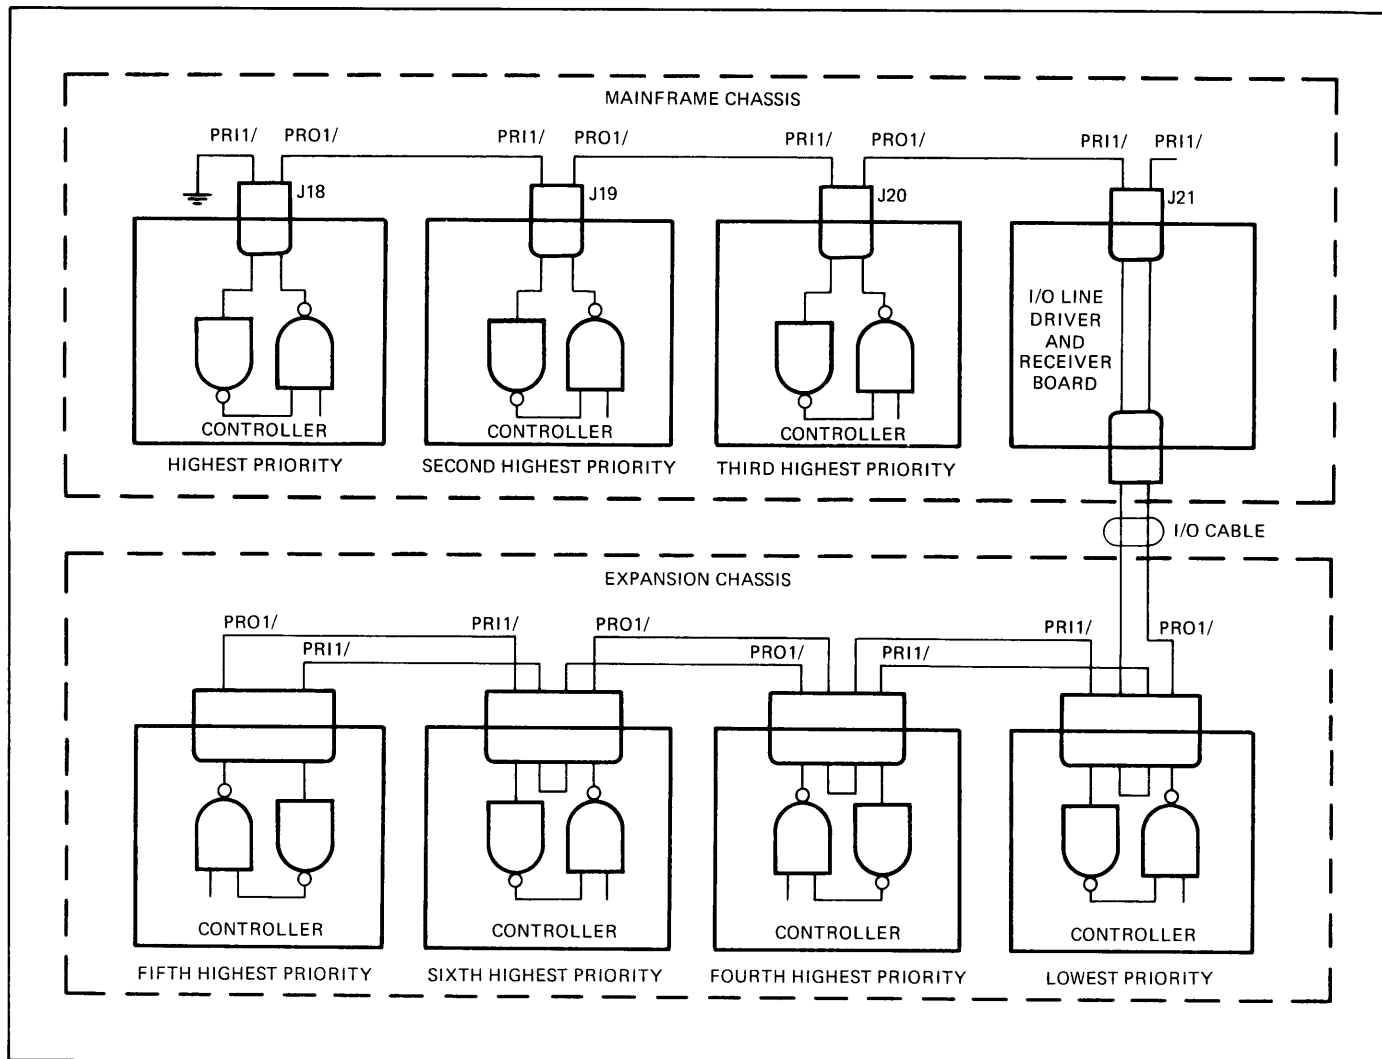 MAINFRAME CHASSIS
PRI1/ PRO1/ PRI1/ PRO1/ PRI1/ PRO1/ PRI1/ PRI1/
J18 J19 J20 J21
I/O LINE
DRIVER
AND
RECEIVER
BOARD
CONTROLLER CONTROLLER CONTROLLER
HIGHEST PRIORITY SECOND HIGHEST PRIORITY THIRD HIGHEST PRIORITY
I/O CABLE
EXPANSION CHASSIS
PRO1/ PRI1/ PRO1/ PRI1/ PRO1/
PRI1/ PRO1/ PRI1/
CONTROLLER CONTROLLER CONTROLLER CONTROLLER
FIFTH HIGHEST PRIORITY SIXTH HIGHEST PRIORITY FOURTH HIGHEST PRIORITY LOWEST PRIORITY